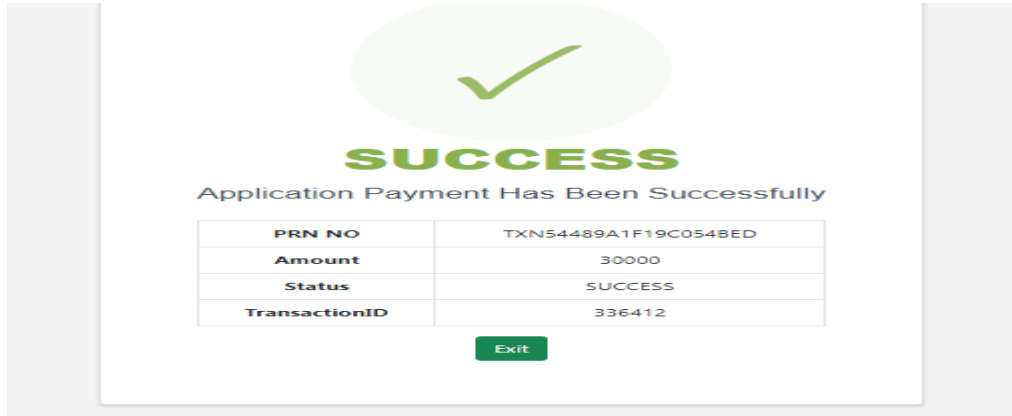 SUCCESS
Application Payment Has Been Successfully
PRN NO TXN54489A1F19C054BED
Amount 30000
Status SUCCESS
TransactionID 336412
Exit